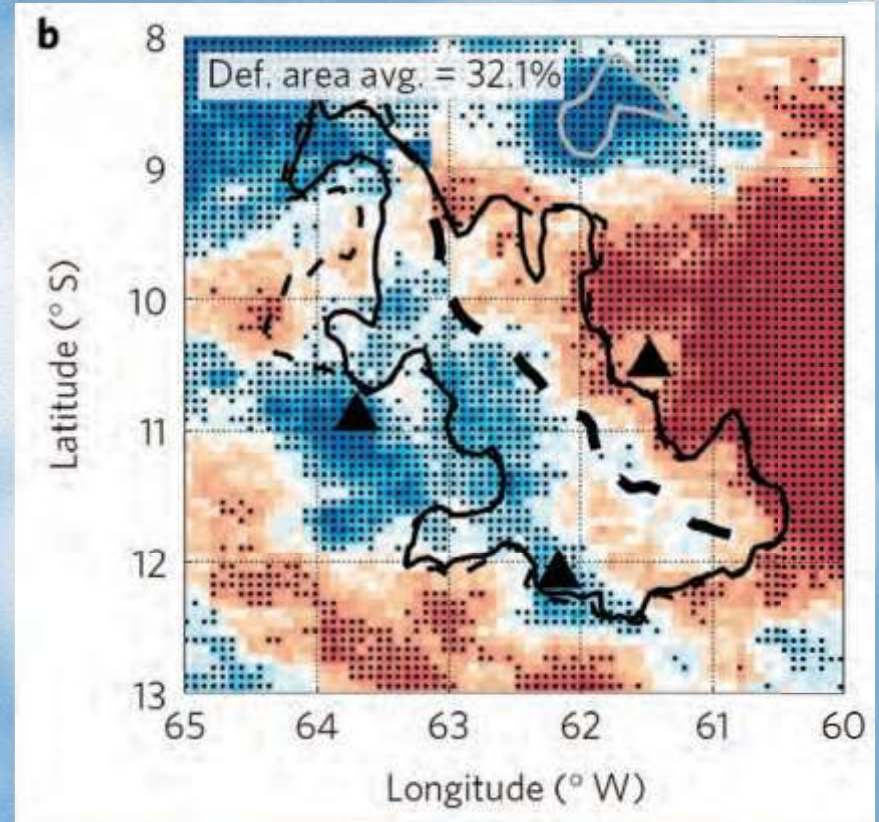 b
Def. area avg. = 32.1%
8
9
10
11
12
13
Latitude (° S)
65 64 63 62 61 60
Longitude (° W)